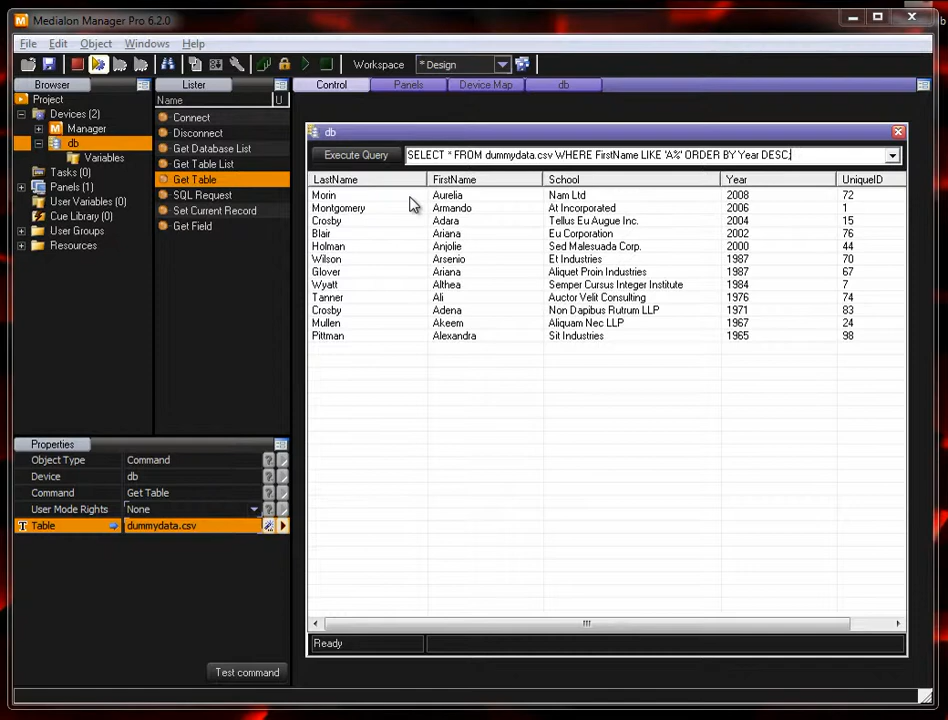 Medialon Manager Pro 6.2.0
File Edit Object Windows Help
Workspace * Design
Browser Lister Control Panels Device Map db
Project
Devices (2)
M Manager
db
Variables
Tasks (0)
Panels (1)
User Variables (0)
Cue Library (0)
User Groups
Resources
Name U
Connect
Disconnect
Get Database List
Get Table List
Get Table
SQL Request
Set Current Record
Get Field
db
Execute Query SELECT * FROM dummydata.csv WHERE FirstName LIKE 'A%' ORDER BY Year DESC;
LastName FirstName School Year UniqueID
Morin Aurelia Nam Ltd 2008 72
Montgomery Armando At Incorporated 2006 1
Crosby Adara Tellus Eu Augue Inc. 2004 15
Blair Ariana Eu Corporation 2002 76
Holman Anjolie Sed Malesuada Corp. 2000 44
Wilson Arsenio Et Industries 1987 70
Glover Ariana Aliquet Proin Industries 1987 67
Wyatt Althea Semper Cursus Integer Institute 1984 7
Tanner Ali Auctor Velit Consulting 1976 74
Crosby Adena Non Dapibus Rutrum LLP 1971 83
Mullen Akeem Aliquam Nec LLP 1967 24
Pittman Alexandra Sit Industries 1965 98
Ready
Properties
Object Type Command ?
Device db ?
Command Get Table ?
User Mode Rights None ?
T Table dummydata.csv
Test command